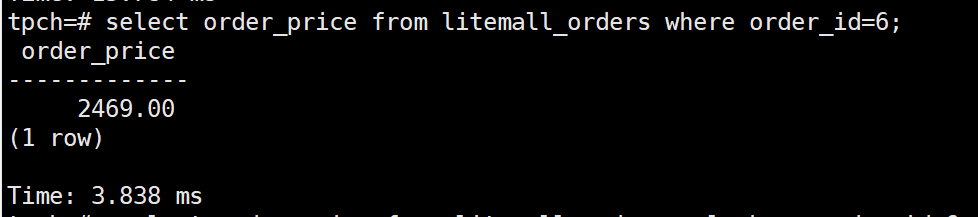 tpch=# select order_price from litemall_orders where order_id=6;
order_price
-------------
2469.00
(1 row)
Time: 3.838 ms